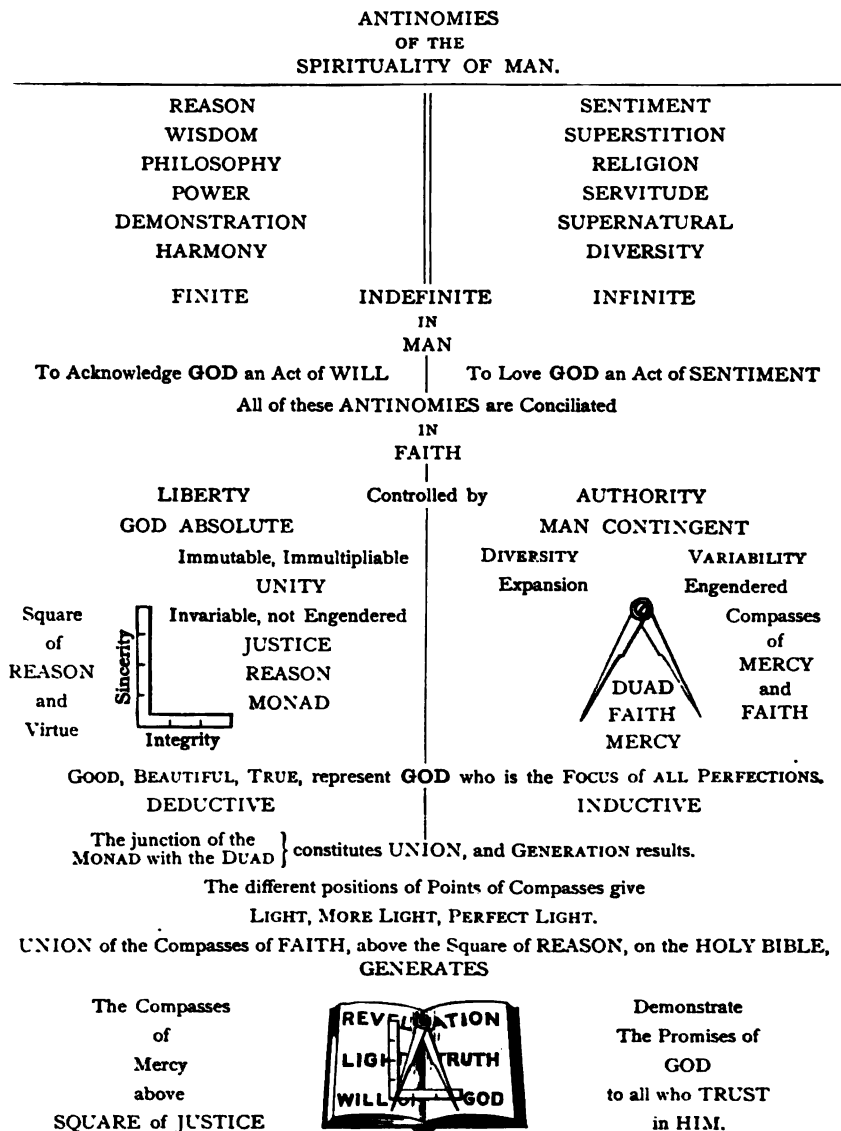 ANTINOMIES
OF THE
SPIRITUALITY OF MAN.
REASON SENTIMENT
WISDOM SUPERSTITION
PHILOSOPHY RELIGION
POWER SERVITUDE
DEMONSTRATION SUPERNATURAL
HARMONY DIVERSITY
FINITE INDEFINITE INFINITE
IN
MAN
To Acknowledge GOD an Act of WILL To Love GOD an Act of SENTIMENT
All of these ANTINOMIES are Conciliated
IN
FAITH
LIBERTY Controlled by AUTHORITY
GOD ABSOLUTE MAN CONTINGENT
Immutable, Immultipliable
UNITY
Invariable, not Engendered
JUSTICE
REASON
MONAD
Square
of
REASON
and
Virtue
Sincerity
Integrity
DIVERSITY VARIABILITY
Expansion Engendered
Compasses
of
MERCY
and
FAITH
DUAD
FAITH
MERCY
GOOD, BEAUTIFUL, TRUE, represent GOD who is the FOCUS of ALL PERFECTIONS.
DEDUCTIVE INDUCTIVE
The junction of the
MONAD with the DUAD } constitutes UNION, and GENERATION results.
The different positions of Points of Compasses give
LIGHT, MORE LIGHT, PERFECT LIGHT.
UNION of the Compasses of FAITH, above the Square of REASON, on the HOLY BIBLE,
GENERATES
The Compasses
of
Mercy
above
SQUARE of JUSTICE
REVELATION
LIGHT TRUTH
WILL OF GOD
Demonstrate
The Promises of
GOD
to all who TRUST
in HIM.